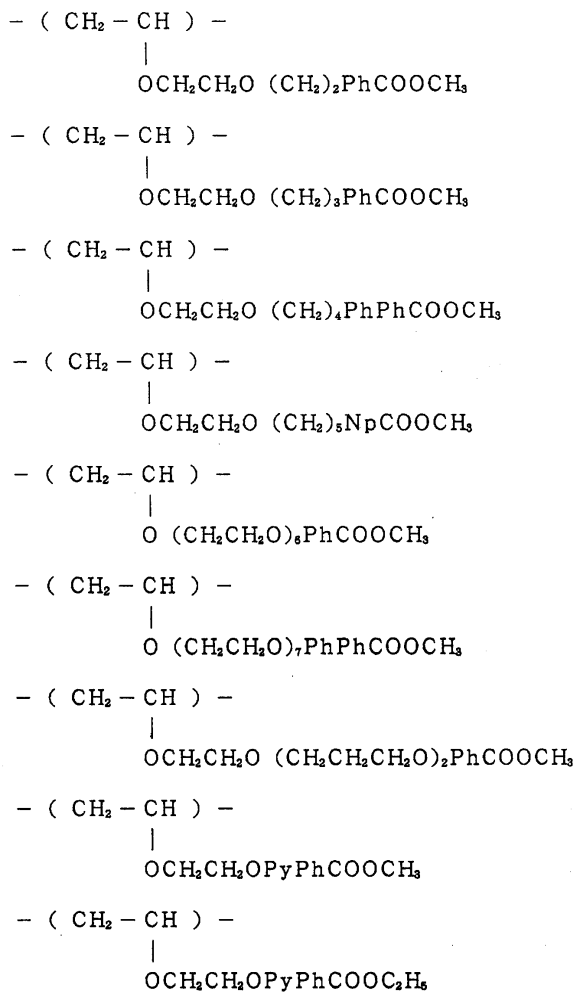 − ( CH₂ − CH ) −
|
OCH₂CH₂O (CH₂)₂PhCOOCH₃
− ( CH₂ − CH ) −
|
OCH₂CH₂O (CH₂)₃PhCOOCH₃
− ( CH₂ − CH ) −
|
OCH₂CH₂O (CH₂)₄PhPhCOOCH₃
− ( CH₂ − CH ) −
|
OCH₂CH₂O (CH₂)₅NpCOOCH₃
− ( CH₂ − CH ) −
|
O (CH₂CH₂O)₆PhCOOCH₃
− ( CH₂ − CH ) −
|
O (CH₂CH₂O)₇PhPhCOOCH₃
− ( CH₂ − CH ) −
|
OCH₂CH₂O (CH₂CH₂CH₂O)₂PhCOOCH₃
− ( CH₂ − CH ) −
|
OCH₂CH₂OPyPhCOOCH₃
− ( CH₂ − CH ) −
|
OCH₂CH₂OPyPhCOOC₂H₅